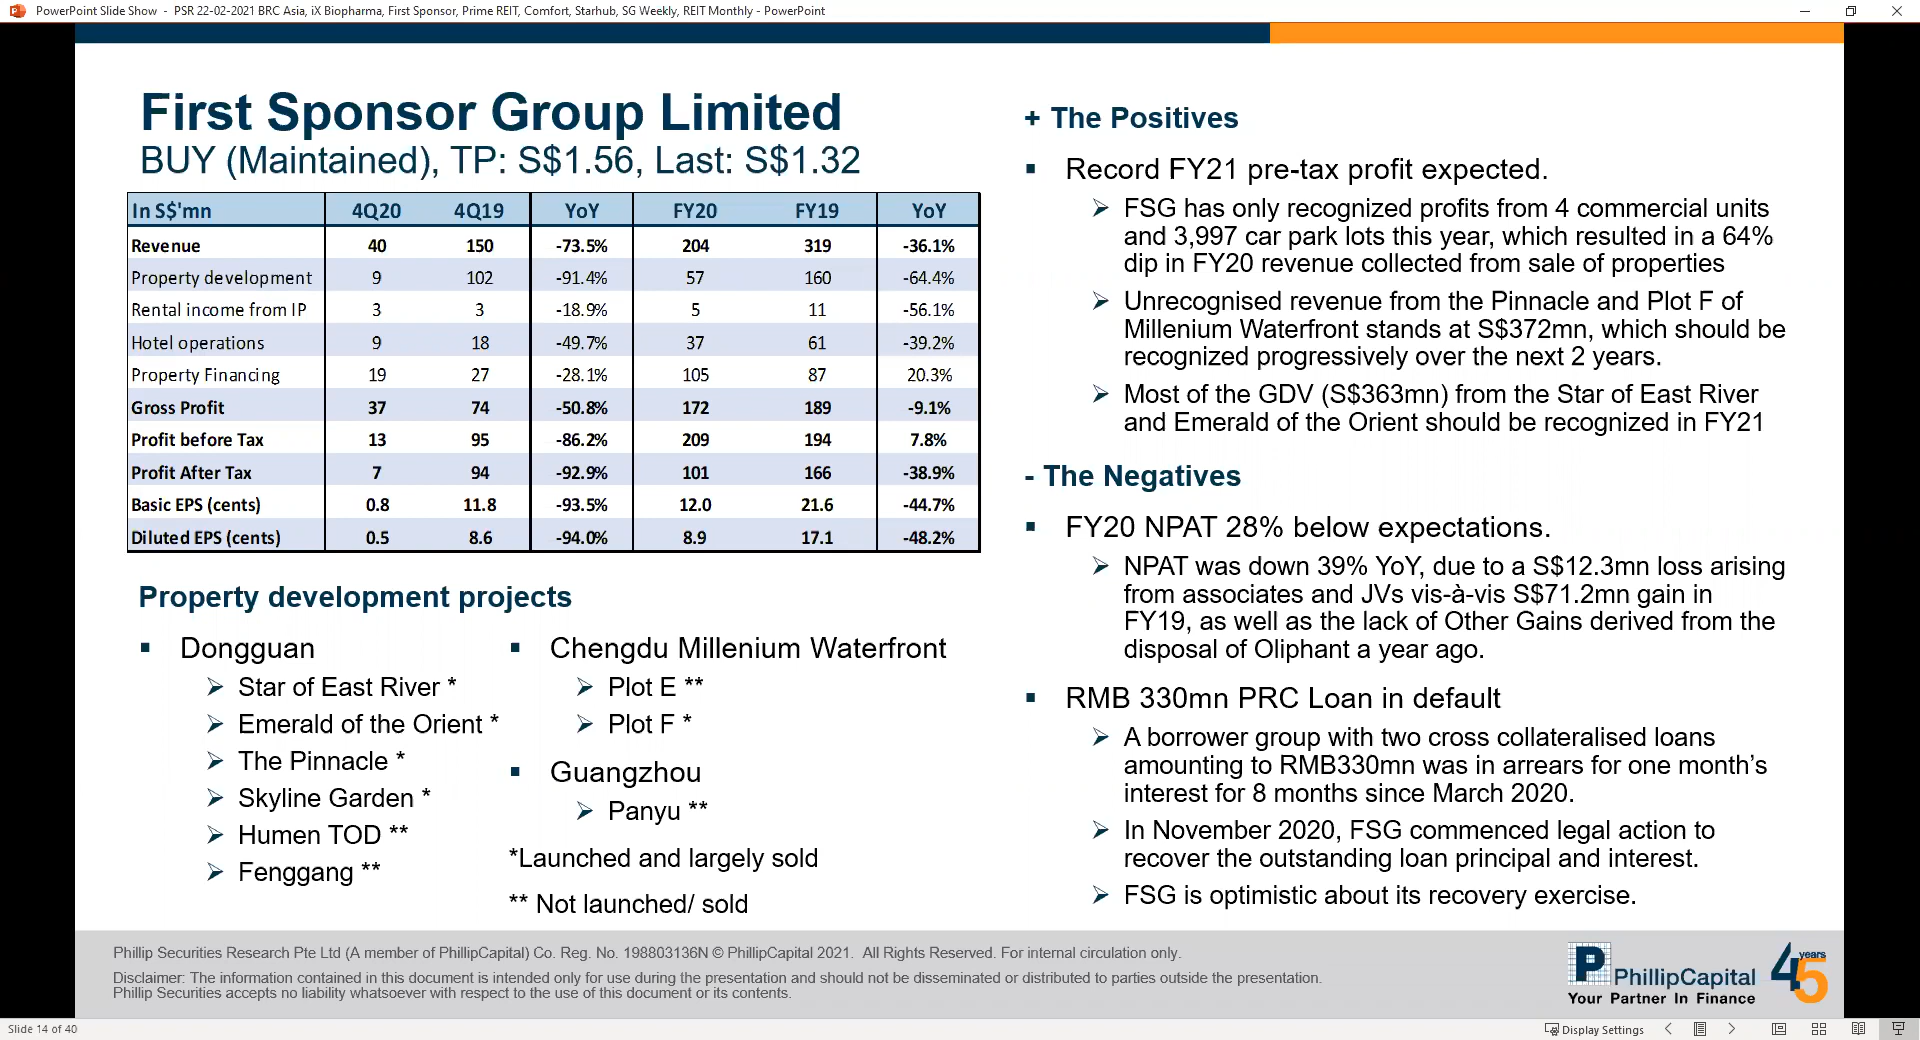 PowerPoint Slide Show - PSR 22-02-2021 BRC Asia, iX Biopharma, First Sponsor, Prime REIT, Comfort, Starhub, SG Weekly, REIT Monthly - PowerPoint
First Sponsor Group Limited
BUY (Maintained), TP: S$1.56, Last: S$1.32
In S$'mn 4Q20 4Q19 YoY FY20 FY19 YoY
Revenue 40 150 -73.5% 204 319 -36.1%
Property development 9 102 -91.4% 57 160 -64.4%
Rental income from IP 3 3 -18.9% 5 11 -56.1%
Hotel operations 9 18 -49.7% 37 61 -39.2%
Property Financing 19 27 -28.1% 105 87 20.3%
Gross Profit 37 74 -50.8% 172 189 -9.1%
Profit before Tax 13 95 -86.2% 209 194 7.8%
Profit After Tax 7 94 -92.9% 101 166 -38.9%
Basic EPS (cents) 0.8 11.8 -93.5% 12.0 21.6 -44.7%
Diluted EPS (cents) 0.5 8.6 -94.0% 8.9 17.1 -48.2%
Property development projects
Dongguan
Star of East River *
Emerald of the Orient *
The Pinnacle *
Skyline Garden *
Humen TOD **
Fenggang **
Chengdu Millenium Waterfront
Plot E **
Plot F *
Guangzhou
Panyu **
*Launched and largely sold
** Not launched/ sold
+ The Positives
Record FY21 pre-tax profit expected.
FSG has only recognized profits from 4 commercial units
and 3,997 car park lots this year, which resulted in a 64%
dip in FY20 revenue collected from sale of properties
Unrecognised revenue from the Pinnacle and Plot F of
Millenium Waterfront stands at S$372mn, which should be
recognized progressively over the next 2 years.
Most of the GDV (S$363mn) from the Star of East River
and Emerald of the Orient should be recognized in FY21
- The Negatives
FY20 NPAT 28% below expectations.
NPAT was down 39% YoY, due to a S$12.3mn loss arising
from associates and JVs vis-à-vis S$71.2mn gain in
FY19, as well as the lack of Other Gains derived from the
disposal of Oliphant a year ago.
RMB 330mn PRC Loan in default
A borrower group with two cross collateralised loans
amounting to RMB330mn was in arrears for one month’s
interest for 8 months since March 2020.
In November 2020, FSG commenced legal action to
recover the outstanding loan principal and interest.
FSG is optimistic about its recovery exercise.
Phillip Securities Research Pte Ltd (A member of PhillipCapital) Co. Reg. No. 198803136N © PhillipCapital 2021. All Rights Reserved. For internal circulation only.
Disclaimer: The information contained in this document is intended only for use during the presentation and should not be disseminated or distributed to parties outside the presentation.
Phillip Securities accepts no liability whatsoever with respect to the use of this document or its contents.
P PhillipCapital
Your Partner In Finance
45 years
Slide 14 of 40
Display Settings